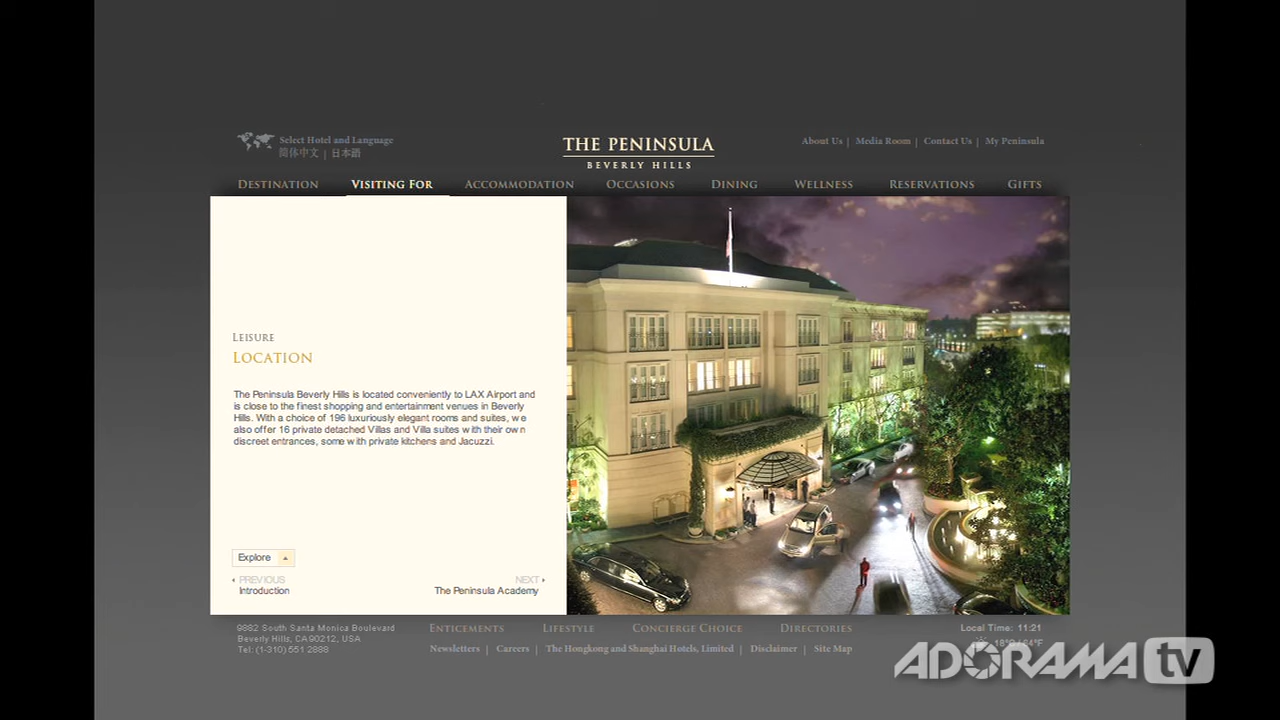 Select Hotel and Language
简体中文 | 日本語
THE PENINSULA
BEVERLY HILLS
About Us | Media Room | Contact Us | My Peninsula
DESTINATION VISITING FOR ACCOMMODATION OCCASIONS DINING WELLNESS RESERVATIONS GIFTS
LEISURE
LOCATION
The Peninsula Beverly Hills is located conveniently to LAX Airport and
is close to the finest shopping and entertainment venues in Beverly
Hills. With a choice of 196 luxuriously elegant rooms and suites, we
also offer 16 private detached Villas and Villa suites with their own
discreet entrances, some with private kitchens and Jacuzzi.
Explore
PREVIOUS
Introduction
NEXT
The Peninsula Academy
9882 South Santa Monica Boulevard
Beverly Hills, CA 90212, USA
Tel: (1-310) 551 2888
ENTICEMENTS LIFESTYLE CONCIERGE CHOICE DIRECTORIES
Newsletters | Careers | The Hongkong and Shanghai Hotels, Limited | Disclaimer | Site Map
Local Time: 11:21
ADORAMA tv